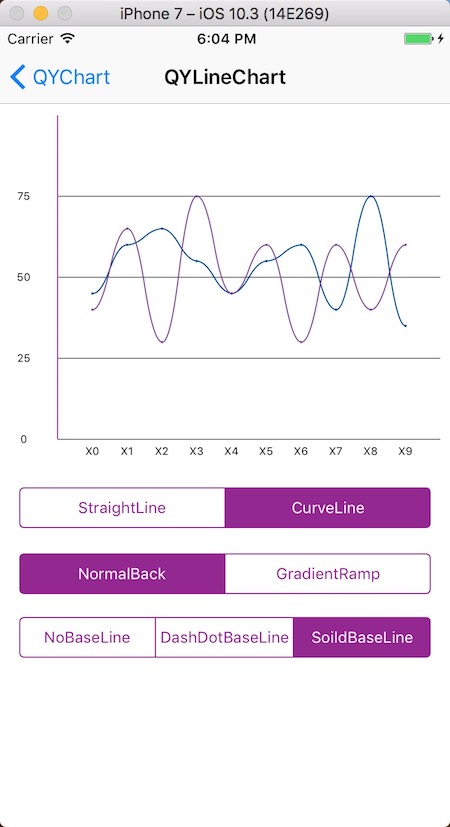 iPhone 7 – iOS 10.3 (14E269)
Carrier 6:04 PM
QYChart QYLineChart
75
50
25
0
X0 X1 X2 X3 X4 X5 X6 X7 X8 X9
StraightLine CurveLine
NormalBack GradientRamp
NoBaseLine DashDotBaseLine SoildBaseLine